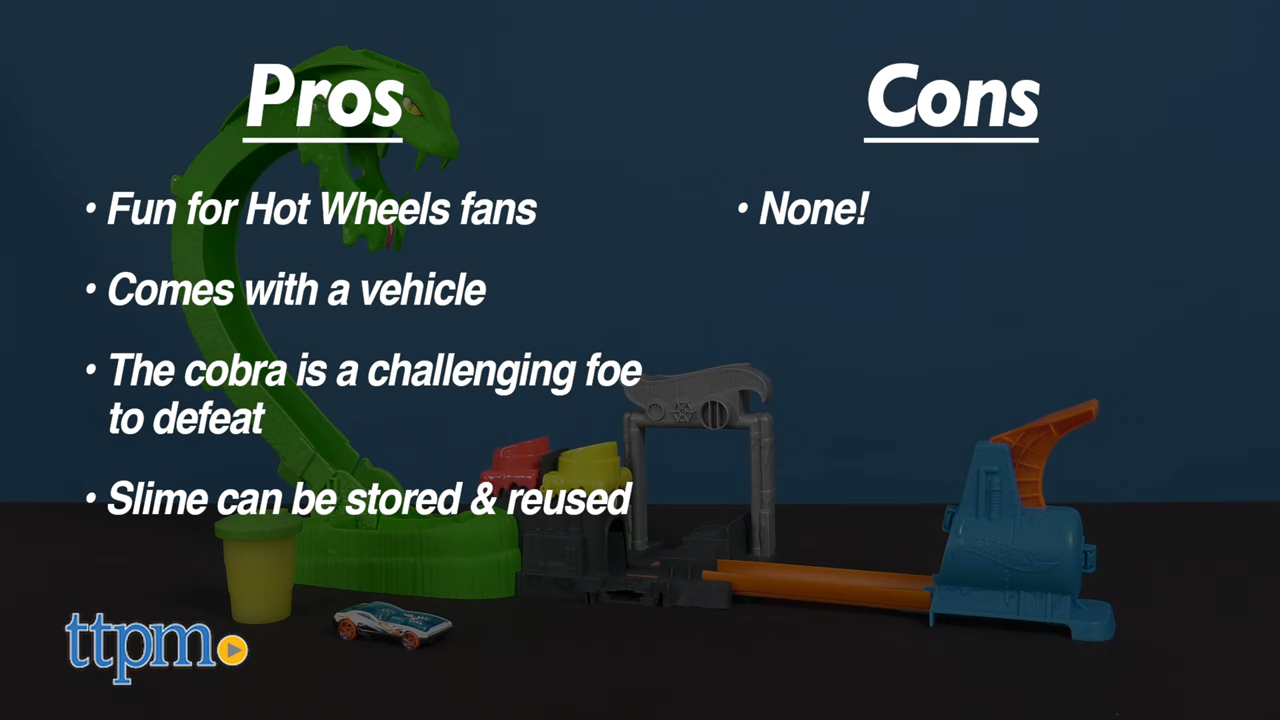 Pros
• Fun for Hot Wheels fans
• Comes with a vehicle
• The cobra is a challenging foe
to defeat
• Slime can be stored & reused
Cons
• None!
ttpm